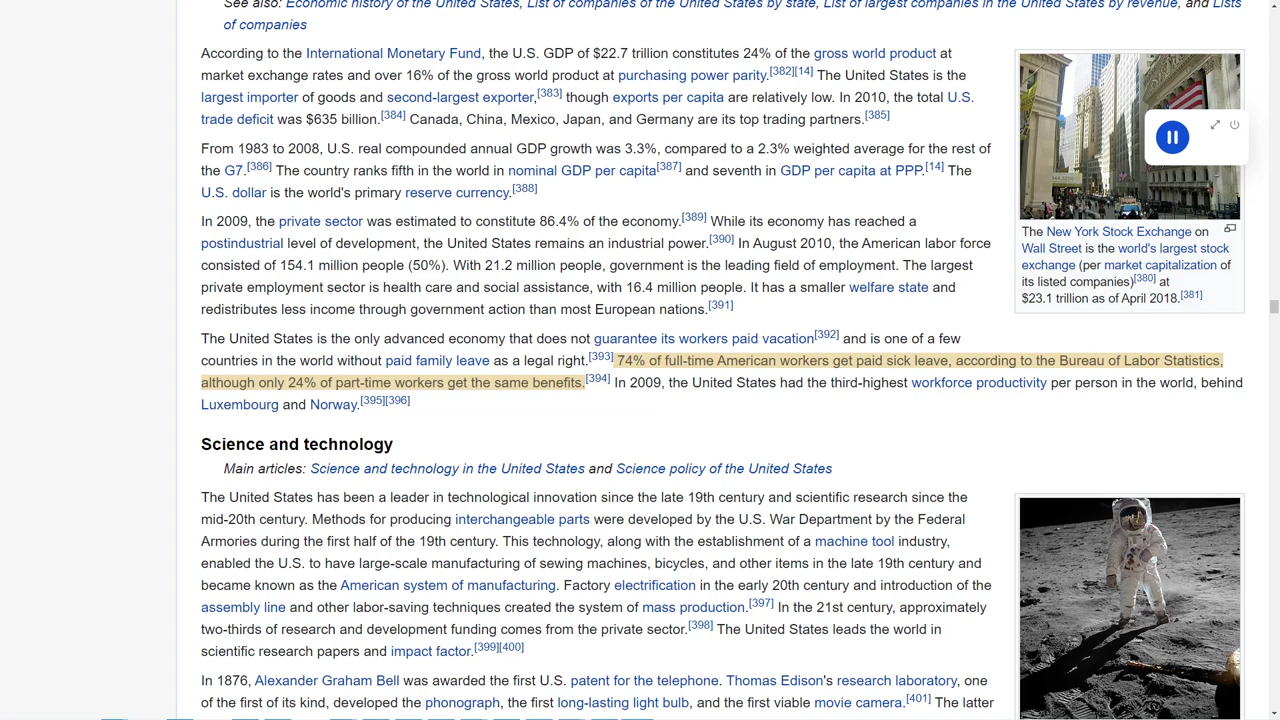 See also: Economic history of the United States, List of companies of the United States by state, List of largest companies in the United States by revenue, and Lists
of companies
According to the International Monetary Fund, the U.S. GDP of $22.7 trillion constitutes 24% of the gross world product at
market exchange rates and over 16% of the gross world product at purchasing power parity.[382][14] The United States is the
largest importer of goods and second-largest exporter,[383] though exports per capita are relatively low. In 2010, the total U.S.
trade deficit was $635 billion.[384] Canada, China, Mexico, Japan, and Germany are its top trading partners.[385]
From 1983 to 2008, U.S. real compounded annual GDP growth was 3.3%, compared to a 2.3% weighted average for the rest of
the G7.[386] The country ranks fifth in the world in nominal GDP per capita[387] and seventh in GDP per capita at PPP.[14] The
U.S. dollar is the world's primary reserve currency.[388]
In 2009, the private sector was estimated to constitute 86.4% of the economy.[389] While its economy has reached a
postindustrial level of development, the United States remains an industrial power.[390] In August 2010, the American labor force
consisted of 154.1 million people (50%). With 21.2 million people, government is the leading field of employment. The largest
private employment sector is health care and social assistance, with 16.4 million people. It has a smaller welfare state and
redistributes less income through government action than most European nations.[391]
The New York Stock Exchange on
Wall Street is the world's largest stock
exchange (per market capitalization of
its listed companies)[380] at
$23.1 trillion as of April 2018.[381]
The United States is the only advanced economy that does not guarantee its workers paid vacation[392] and is one of a few
countries in the world without paid family leave as a legal right.[393] 74% of full-time American workers get paid sick leave, according to the Bureau of Labor Statistics,
although only 24% of part-time workers get the same benefits.[394] In 2009, the United States had the third-highest workforce productivity per person in the world, behind
Luxembourg and Norway.[395][396]
Science and technology
Main articles: Science and technology in the United States and Science policy of the United States
The United States has been a leader in technological innovation since the late 19th century and scientific research since the
mid-20th century. Methods for producing interchangeable parts were developed by the U.S. War Department by the Federal
Armories during the first half of the 19th century. This technology, along with the establishment of a machine tool industry,
enabled the U.S. to have large-scale manufacturing of sewing machines, bicycles, and other items in the late 19th century and
became known as the American system of manufacturing. Factory electrification in the early 20th century and introduction of the
assembly line and other labor-saving techniques created the system of mass production.[397] In the 21st century, approximately
two-thirds of research and development funding comes from the private sector.[398] The United States leads the world in
scientific research papers and impact factor.[399][400]
In 1876, Alexander Graham Bell was awarded the first U.S. patent for the telephone. Thomas Edison's research laboratory, one
of the first of its kind, developed the phonograph, the first long-lasting light bulb, and the first viable movie camera.[401] The latter